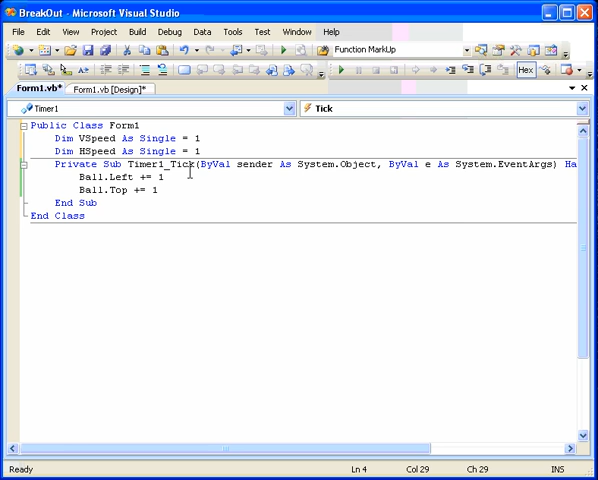 BreakOut - Microsoft Visual Studio
File Edit View Project Build Debug Data Tools Test Window Help
Function MarkUp
Hex
Form1.vb* Form1.vb [Design]*
Timer1 Tick
Public Class Form1
Dim VSpeed As Single = 1
Dim HSpeed As Single = 1
Private Sub Timer1_Tick(ByVal sender As System.Object, ByVal e As System.EventArgs) Ha
Ball.Left += 1
Ball.Top += 1
End Sub
End Class
Ready Ln 4 Col 29 Ch 29 INS